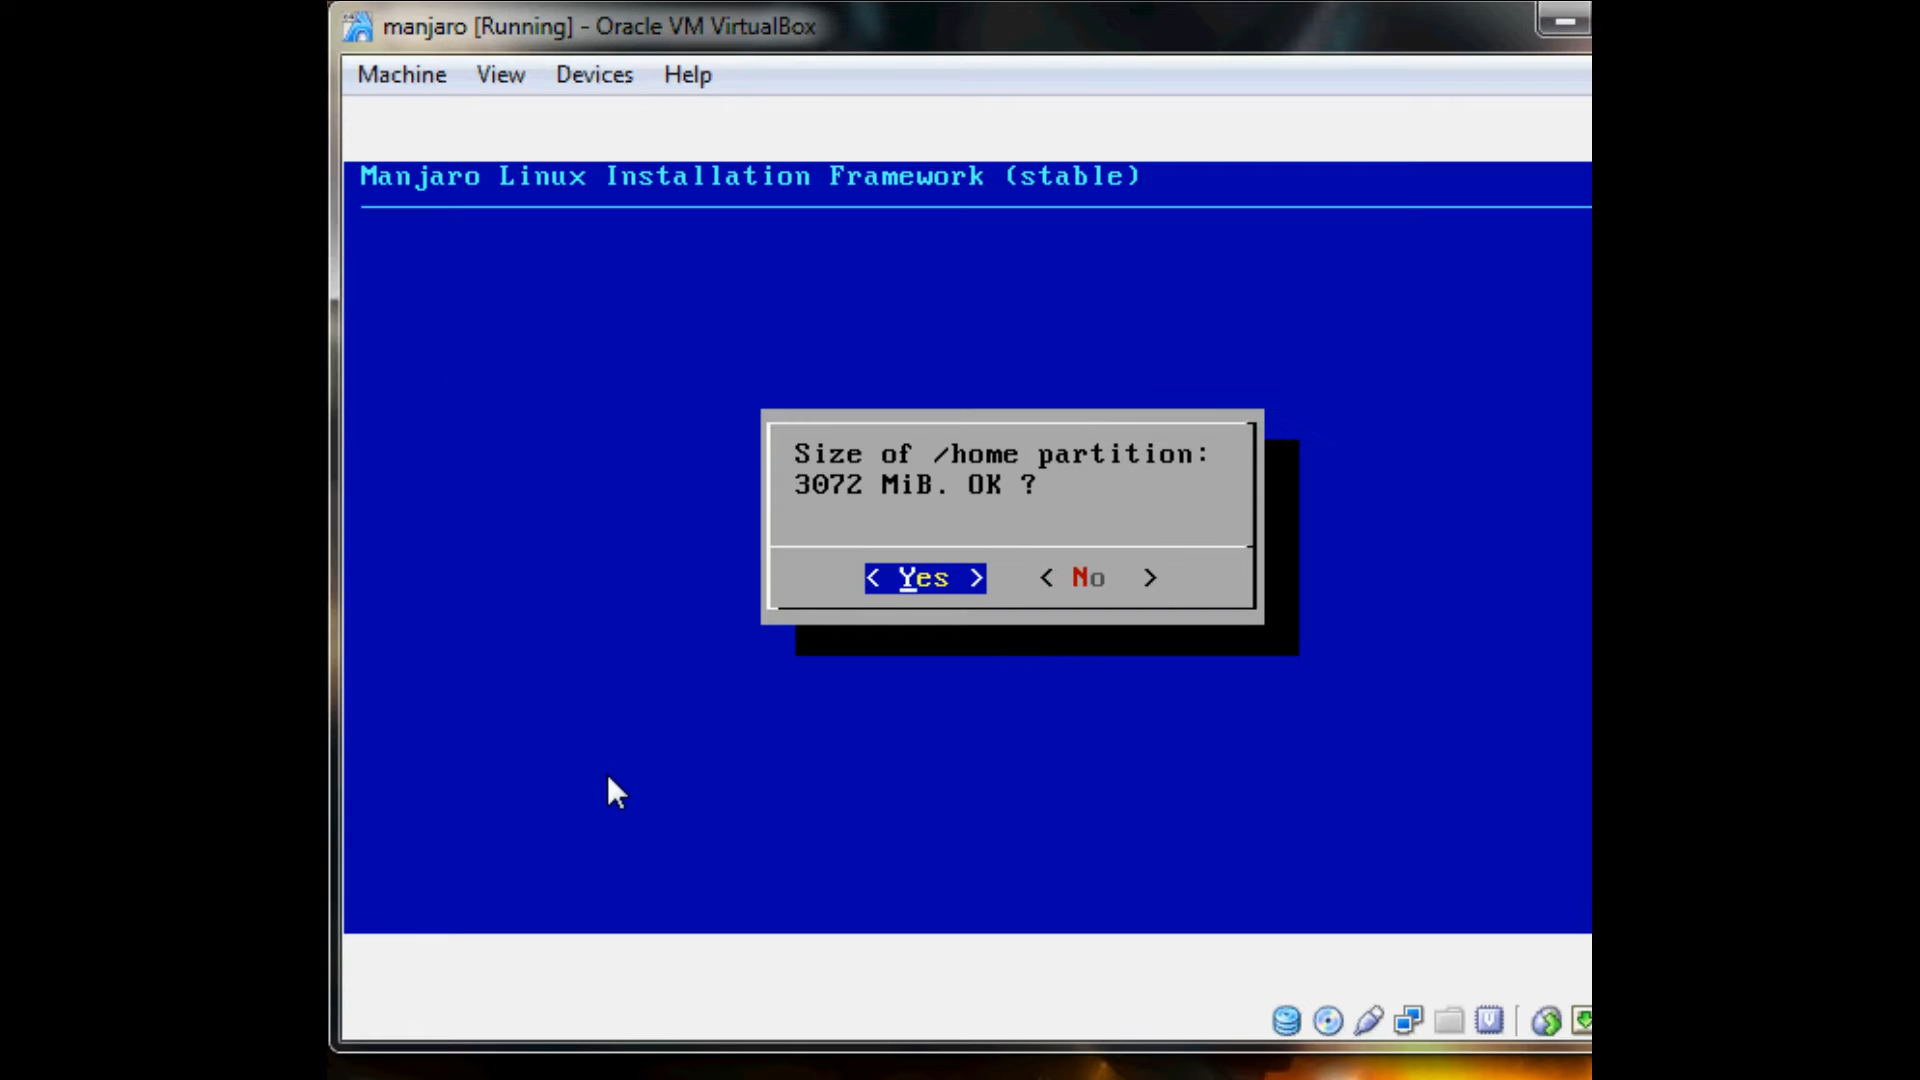 manjaro [Running] - Oracle VM VirtualBox
Machine View Devices Help
Manjaro Linux Installation Framework (stable)
Size of /home partition:
3072 MiB. OK ?
< Yes > < No >